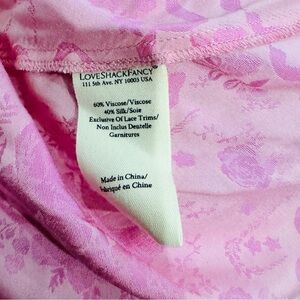 LOVESHACKFANCY
111 5th Ave. NY 10003 USA
60% Viscose/Viscose
40% Silk/Soie
Exclusive Of Lace Trims/
Non Inclus Dentelle
Garnitures
Made in China/
Fabriqué en Chine